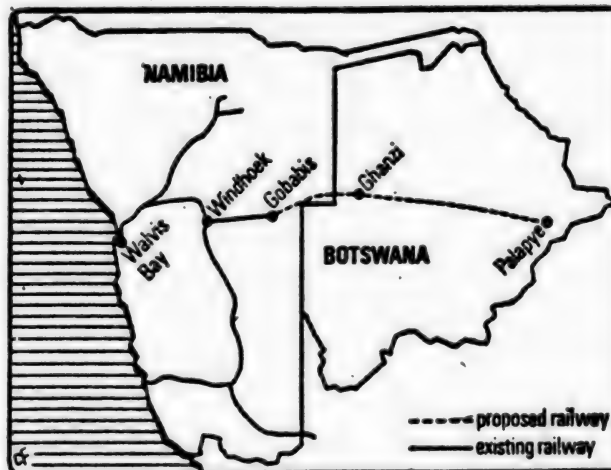 NAMIBIA
Walvis
Bay
Windhoek
Gobabis
Ghanzi
BOTSWANA
Palapye
proposed railway
existing railway